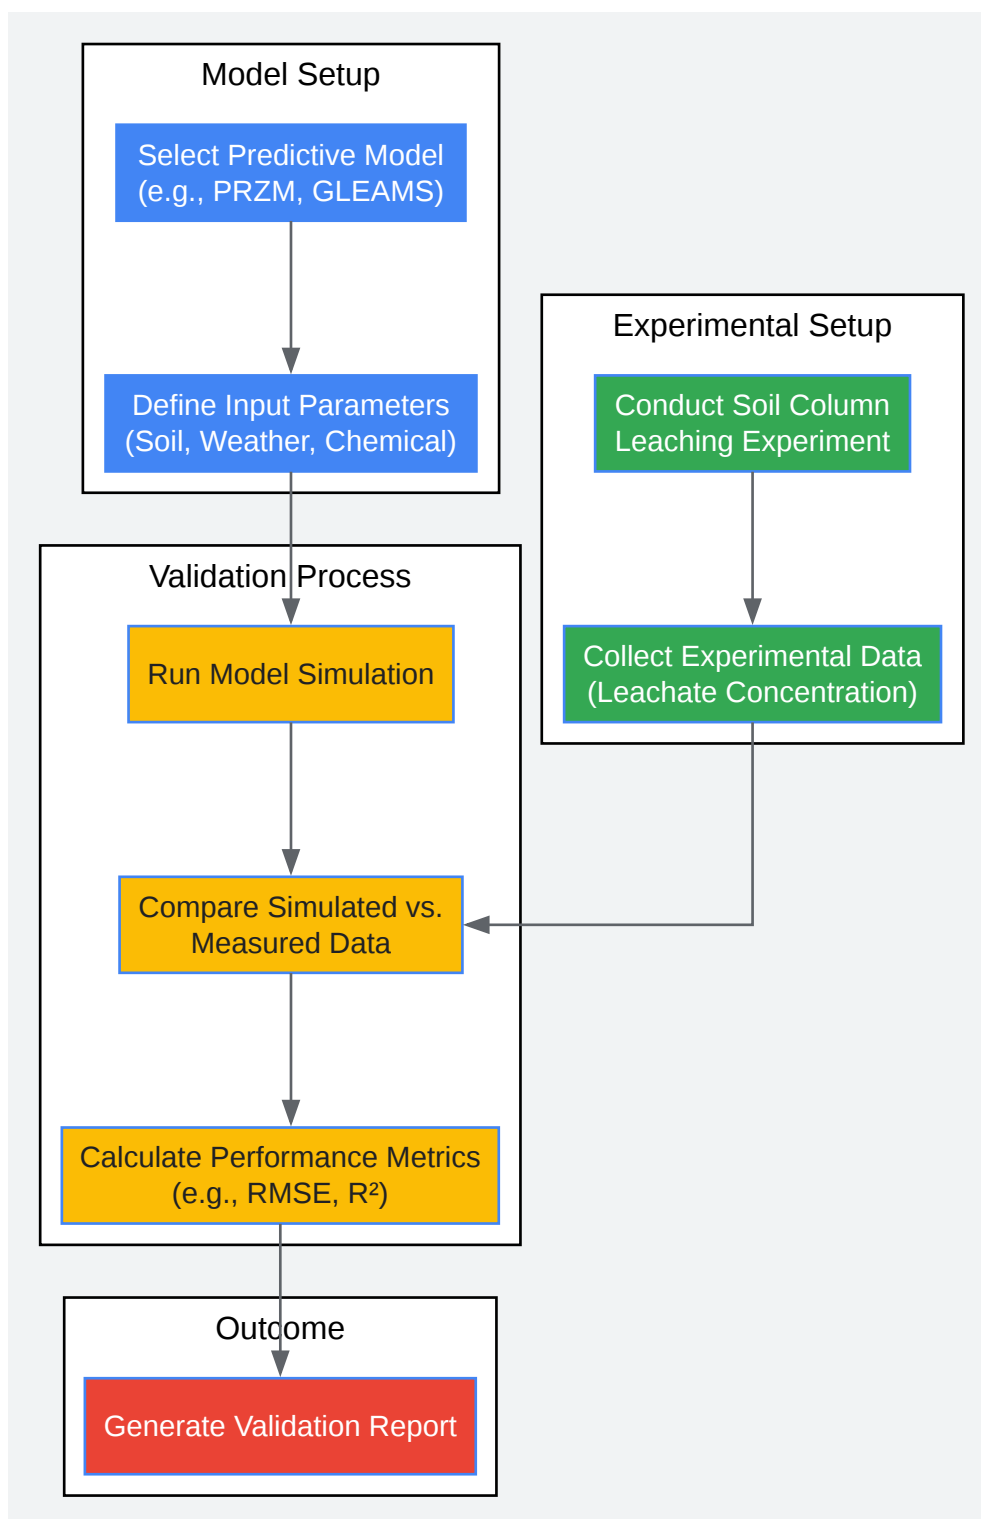 Model Setup
Select Predictive Model
(e.g., PRZM, GLEAMS)
Define Input Parameters
(Soil, Weather, Chemical)
Experimental Setup
Conduct Soil Column
Leaching Experiment
Collect Experimental Data
(Leachate Concentration)
Validation Process
Run Model Simulation
Compare Simulated vs.
Measured Data
Calculate Performance Metrics
(e.g., RMSE, R²)
Outcome
Generate Validation Report